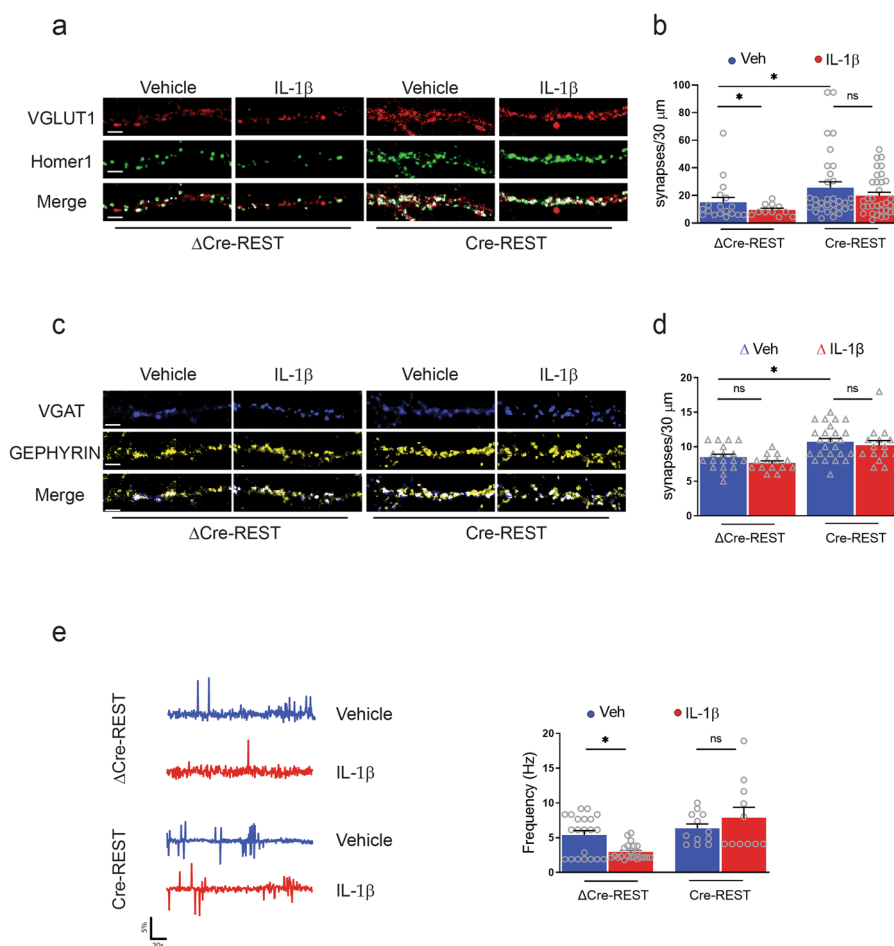 a
Vehicle IL-1β Vehicle IL-1β
VGLUT1
Homer1
Merge
ΔCre-REST Cre-REST
b
Veh IL-1β
*
* ns
synapses/30 μm
100
80
60
40
20
0
ΔCre-REST Cre-REST
c
Vehicle IL-1β Vehicle IL-1β
VGAT
GEPHYRIN
Merge
ΔCre-REST Cre-REST
d
Δ Veh Δ IL-1β
*
ns ns
synapses/30 μm
20
15
10
5
0
ΔCre-REST Cre-REST
e
ΔCre-REST
Vehicle
IL-1β
Cre-REST
Vehicle
IL-1β
5%
20s
Veh IL-1β
* ns
Frequency (Hz)
20
15
10
5
0
ΔCre-REST Cre-REST